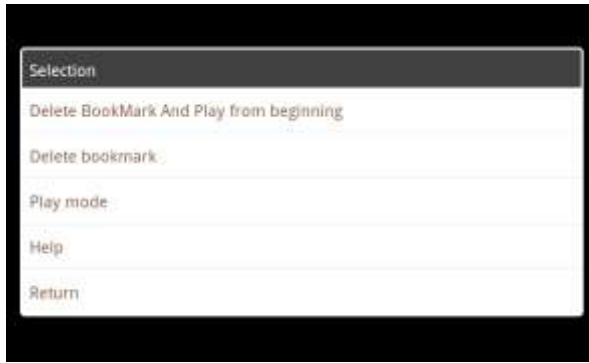 Selection
Delete BookMark And Play from beginning
Delete bookmark
Play mode
Help
Return